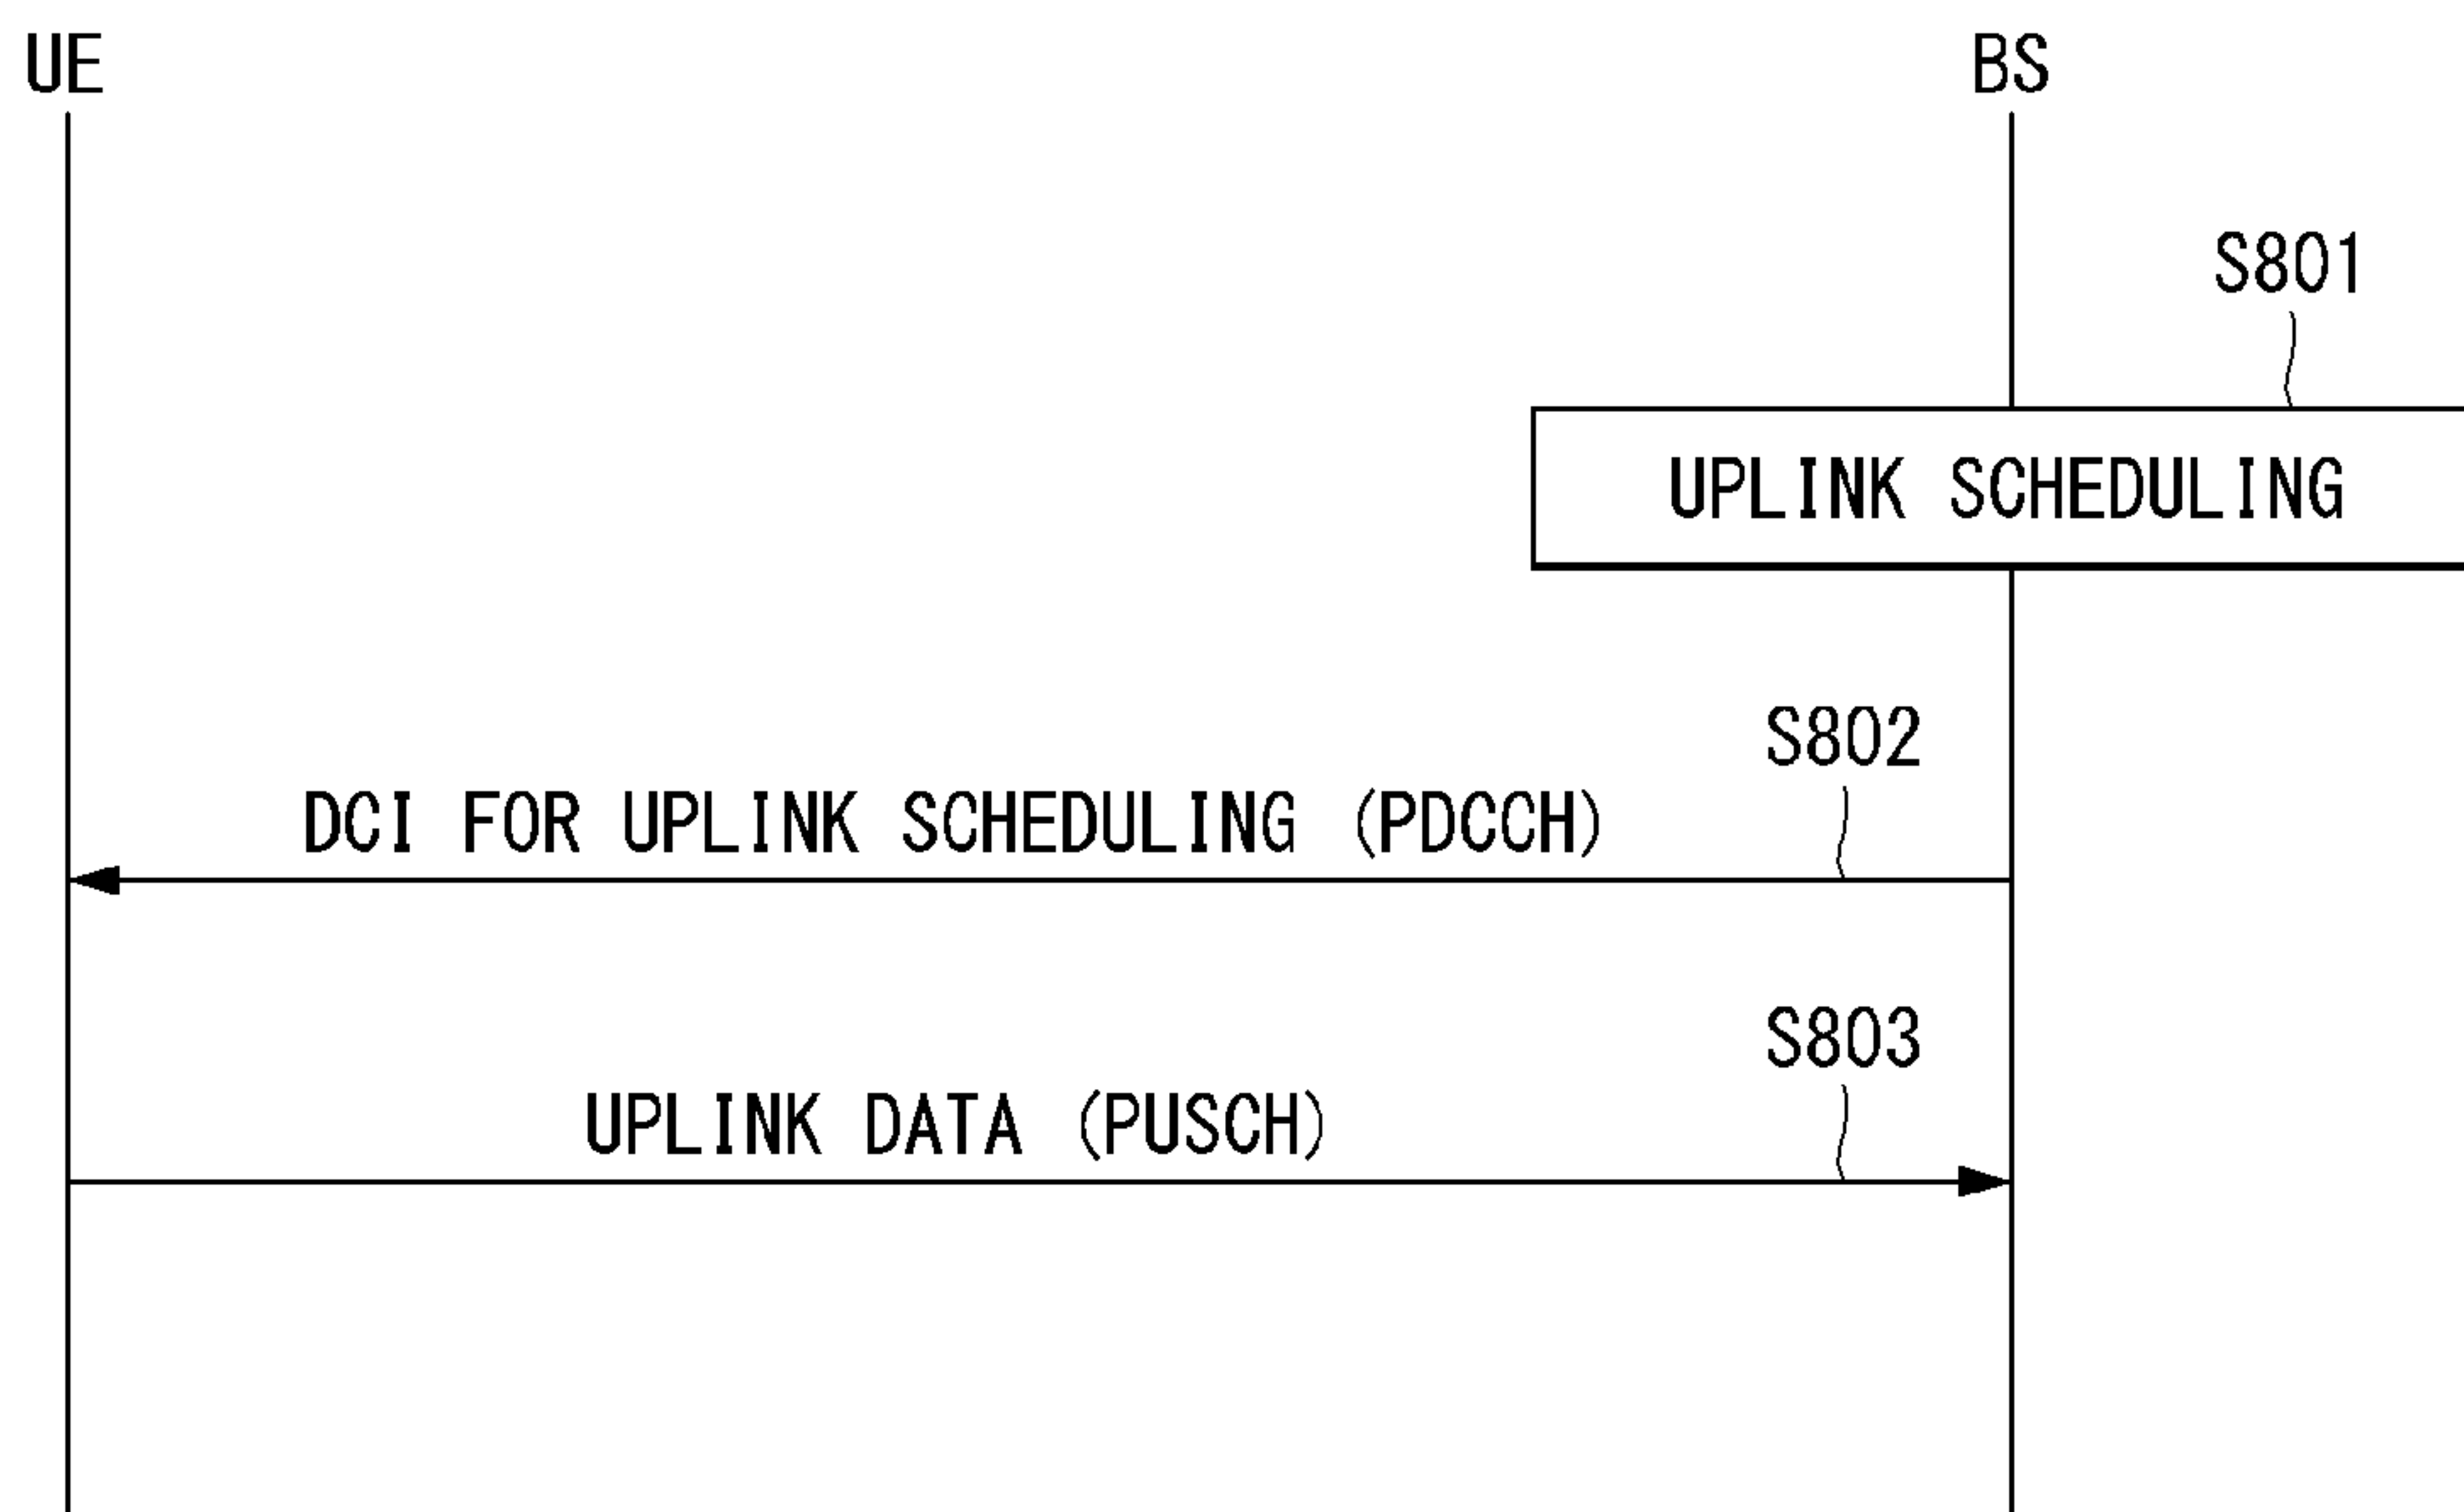 UE
BS
S801
UPLINK SCHEDULING
S802
DCI FOR UPLINK SCHEDULING (PDCCH)
S803
UPLINK DATA (PUSCH)